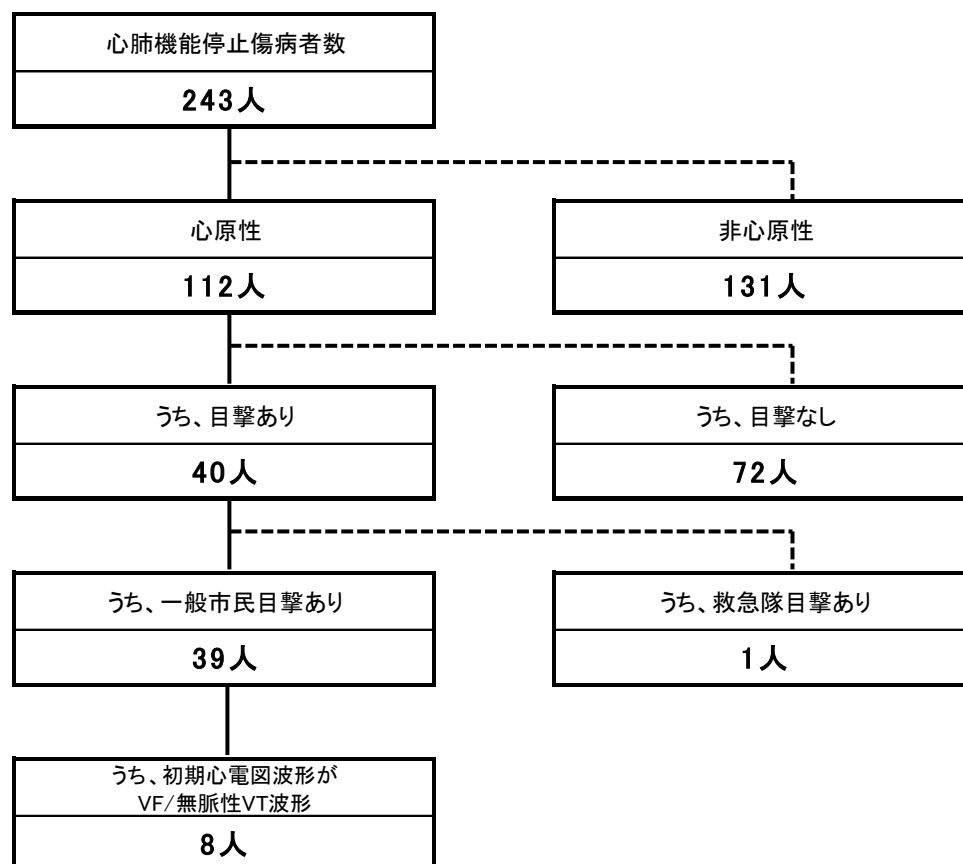 心肺機能停止傷病者数
243人
心原性
112人
非心原性
131人
うち、目撃あり
40人
うち、目撃なし
72人
うち、一般市民目撃あり
39人
うち、救急隊目撃あり
1人
うち、初期心電図波形が
VF/無脈性VT波形
8人